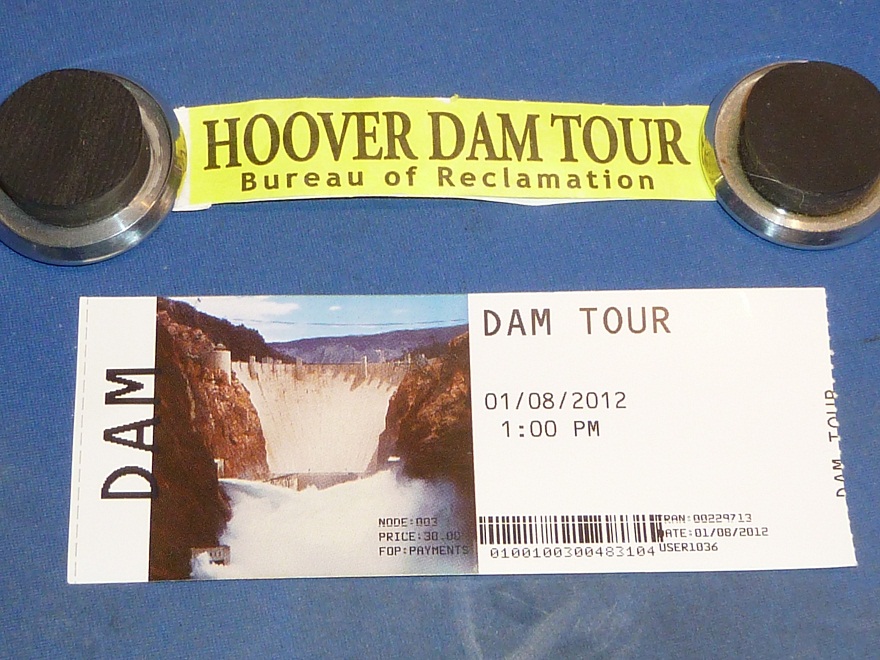 HOOVER DAM TOUR
Bureau of Reclamation
DAM
DAM TOUR
01/08/2012
1:00 PM
NODE:003
PRICE:30.00
FOP:PAYMENTS
0100100300483104
TRAN:00229713
DATE:01/08/2012
USER1036
DAM TOUR